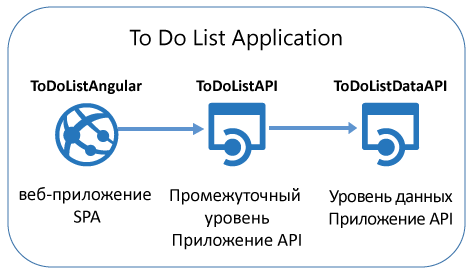 To Do List Application
ToDoListAngular
ToDoListAPI
ToDoListDataAPI
веб-приложение
SPA
Промежуточный
уровень
Приложение API
Уровень данных
Приложение API